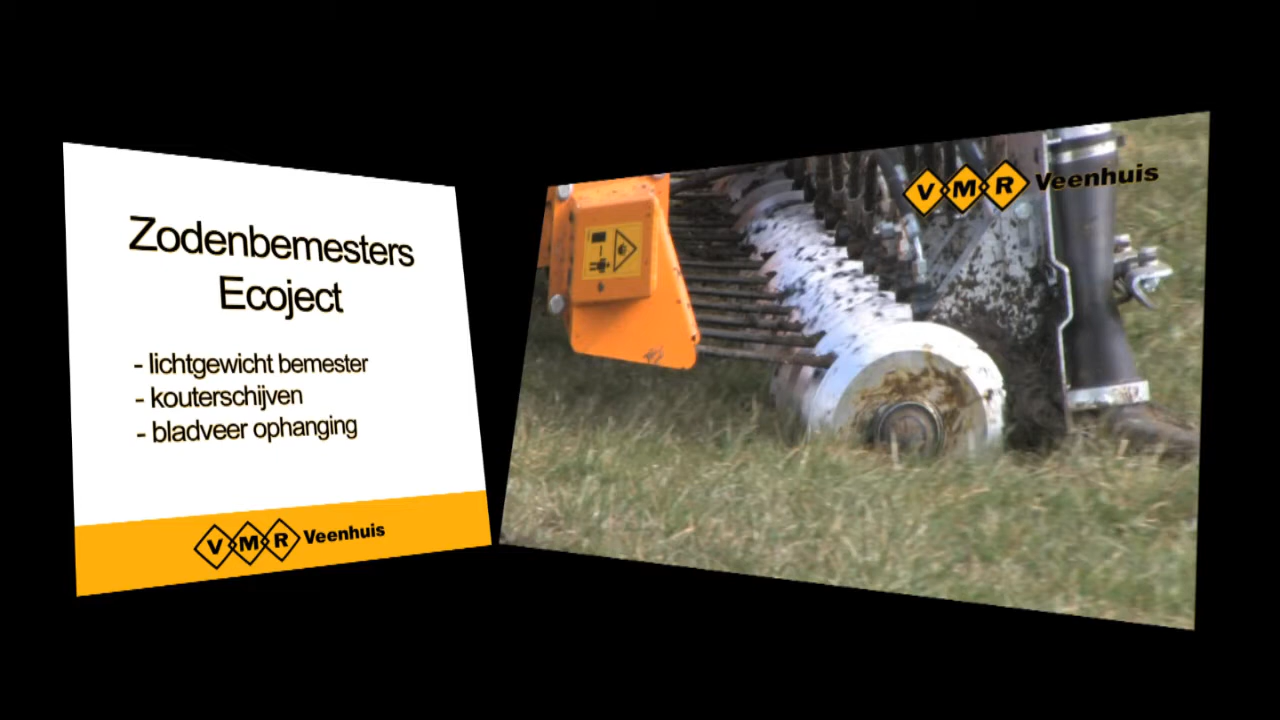 Zodenbemesters
Ecoject
- lichtgewicht bemester
- kouterschijven
- bladveer ophanging
VMR Veenhuis
VMR Veenhuis